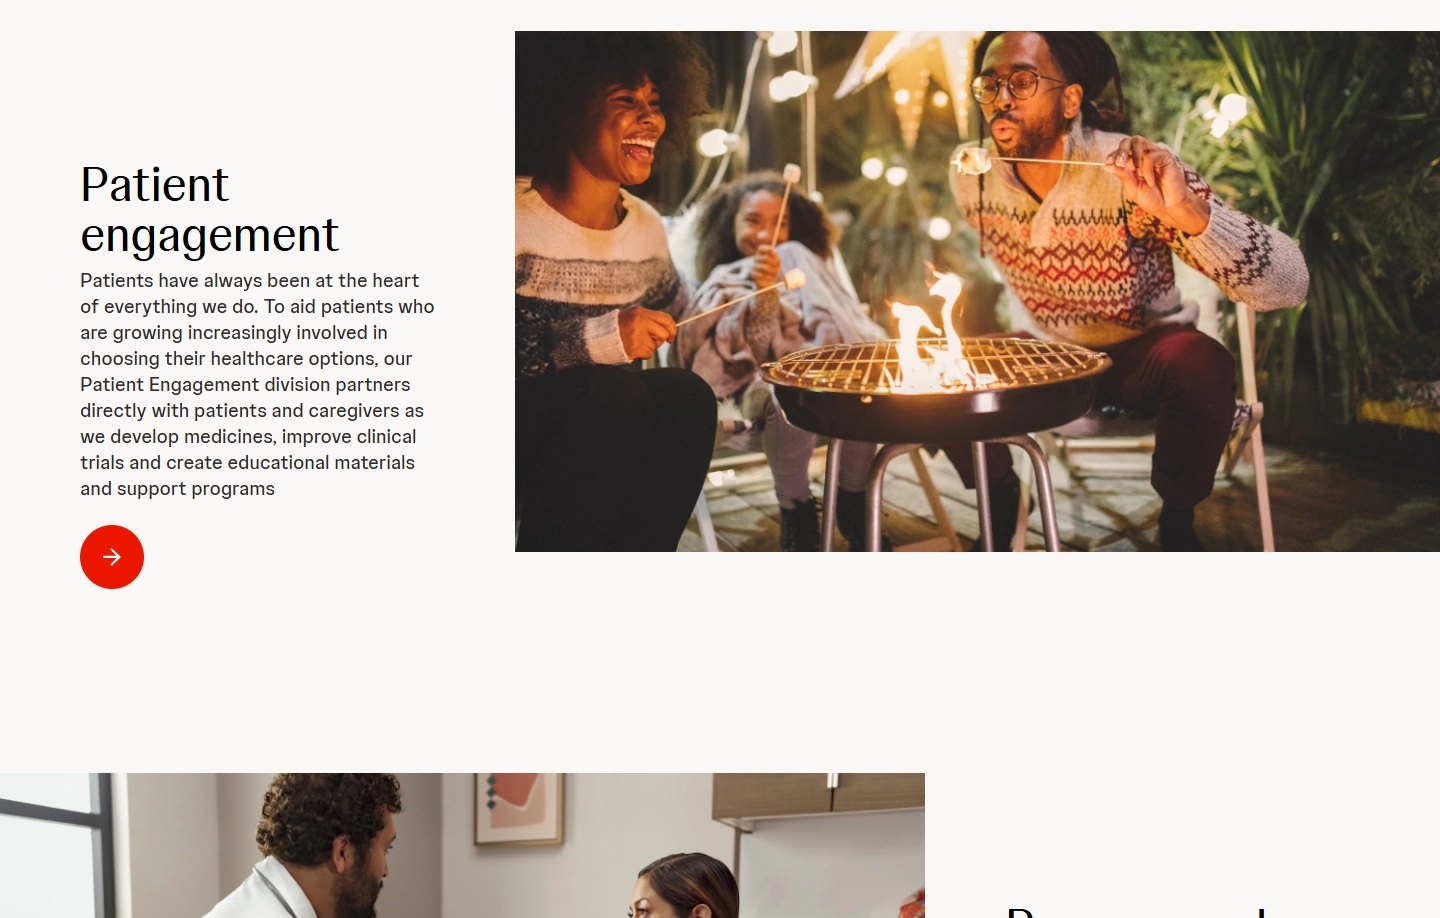 Patient
engagement
Patients have always been at the heart
of everything we do. To aid patients who
are growing increasingly involved in
choosing their healthcare options, our
Patient Engagement division partners
directly with patients and caregivers as
we develop medicines, improve clinical
trials and create educational materials
and support programs